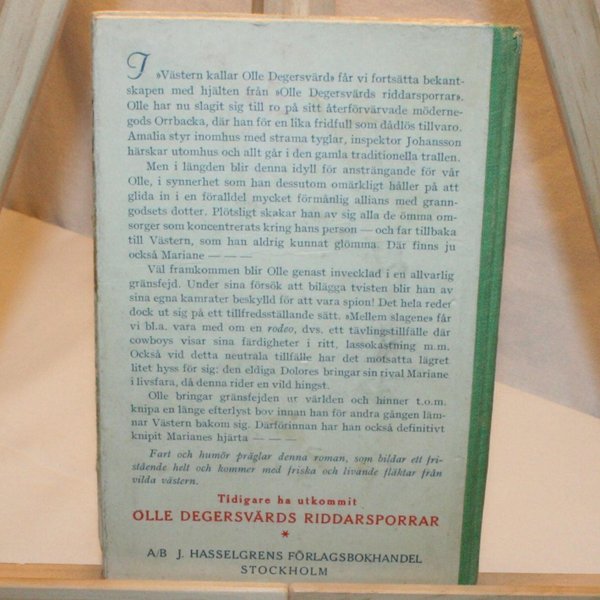 I »Västern kallar Olle Degersvärd» får vi fortsätta bekant-
skapen med hjälten från »Olle Degersvärds riddarsporrar».
Olle har nu slagit sig till ro på sitt återförvärvade möderne-
gods Orrbacka, där han för en lika fridfull som dådlös tillvaro.
Amalia styr inomhus med strama tyglar, inspektor Johansson
härskar utomhus och allt går i den gamla traditionella trallen.
Men i längden blir denna idyll för ansträngande för vår
Olle, i synnerhet som han dessutom omärkligt håller på att
glida in i en föralldel mycket förmånlig allians med grann-
godsets dotter. Plötsligt skakar han av sig alla de ömma om-
sorger som koncentrerats kring hans person — och far tillbaka
till Västern, som han aldrig kunnat glömma. Där finns ju
också Mariane — — —
Väl framkommen blir Olle genast invecklad i en allvarlig
gränsfejd. Under sina försök att bilägga tvisten blir han av
sina egna kamrater beskylld för att vara spion! Det hela reder
dock ut sig på ett tillfredsställande sätt. »Mellem slagene» får
vi bl.a. vara med om en rodeo, dvs. ett tävlingstillfälle där
cowboys visar sina färdigheter i ritt, lassokastning m.m.
Också vid detta neutrala tillfälle har det motsatta lägret
litet hyss för sig: den eldiga Dolores bringar sin rival Mariane
i livsfara, då denna rider en vild hingst.
Olle bringar gränsfejden ur världen och hinner t.o.m.
knipa en länge efterlyst bov innan han för andra gången läm-
nar Västern bakom sig. Därförinnan har han också definitivt
knipit Marianes hjärta — — —
Fart och humör präglar denna roman, som bildar ett fri-
stående helt och kommer med friska och livande fläktar från
vilda västern.
Tidigare ha utkommit
OLLE DEGERSVÄRDS RIDDARSPORRAR
*
A/B J. HASSELGRENS FÖRLAGSBOKHANDEL
STOCKHOLM